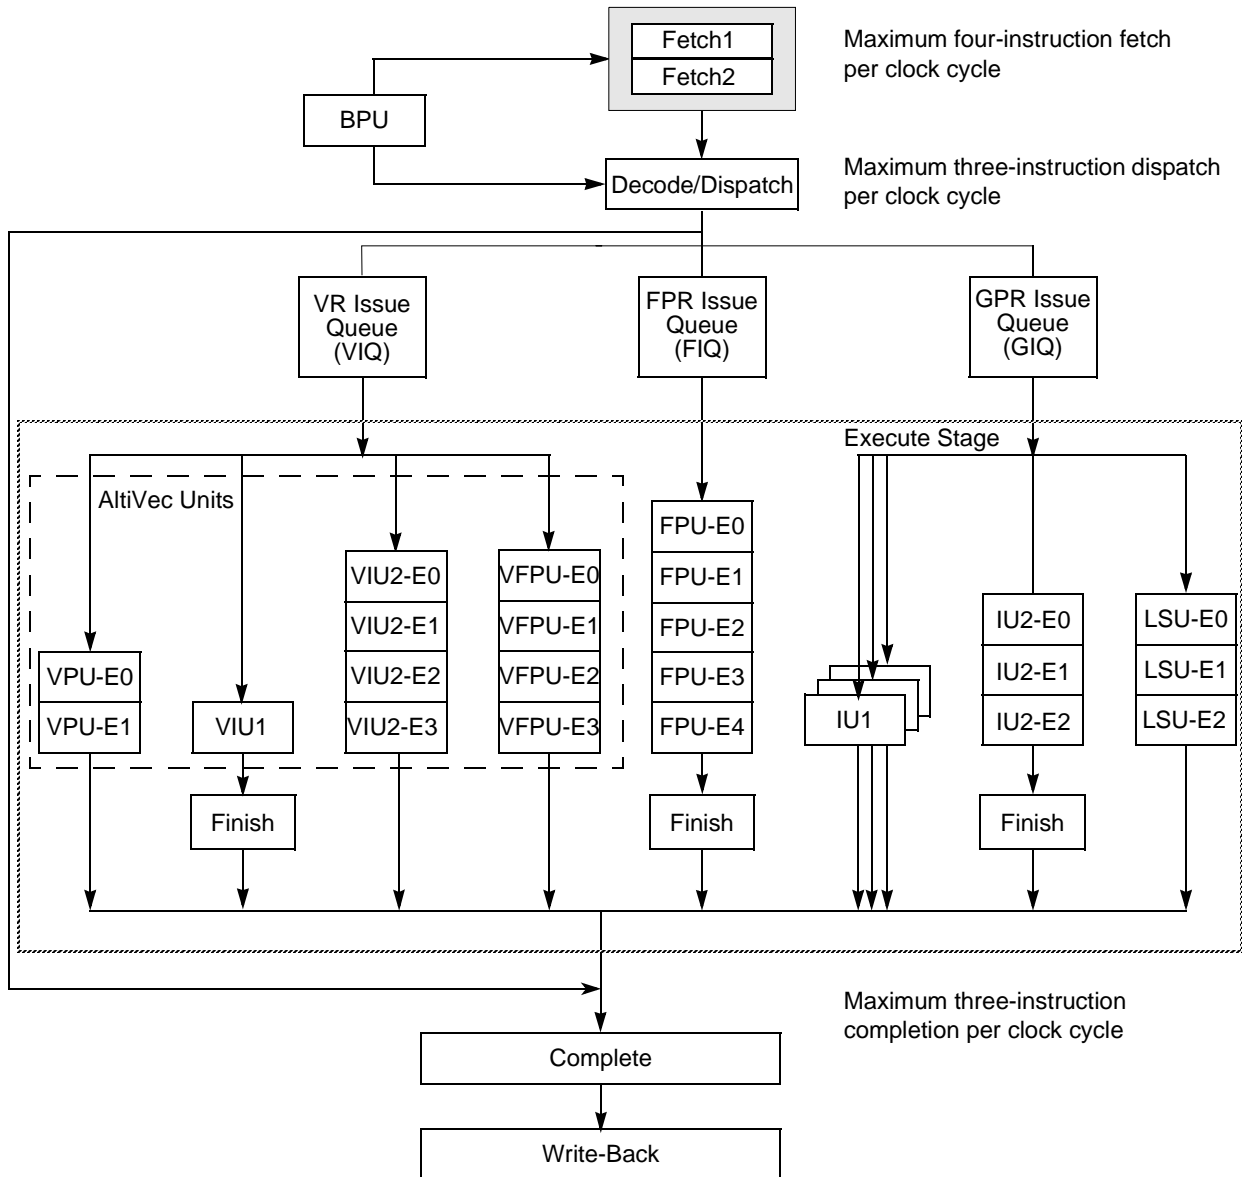 Fetch1
Fetch2
Maximum four-instruction fetch
per clock cycle
BPU
Decode/Dispatch
Maximum three-instruction dispatch
per clock cycle
VR Issue
Queue
(VIQ)
FPR Issue
Queue
(FIQ)
GPR Issue
Queue
(GIQ)
Execute Stage
AltiVec Units
VPU-E0
VPU-E1
VIU1
Finish
VIU2-E0
VIU2-E1
VIU2-E2
VIU2-E3
VFPU-E0
VFPU-E1
VFPU-E2
VFPU-E3
FPU-E0
FPU-E1
FPU-E2
FPU-E3
FPU-E4
Finish
IU1
IU2-E0
IU2-E1
IU2-E2
Finish
LSU-E0
LSU-E1
LSU-E2
Maximum three-instruction
completion per clock cycle
Complete
Write-Back